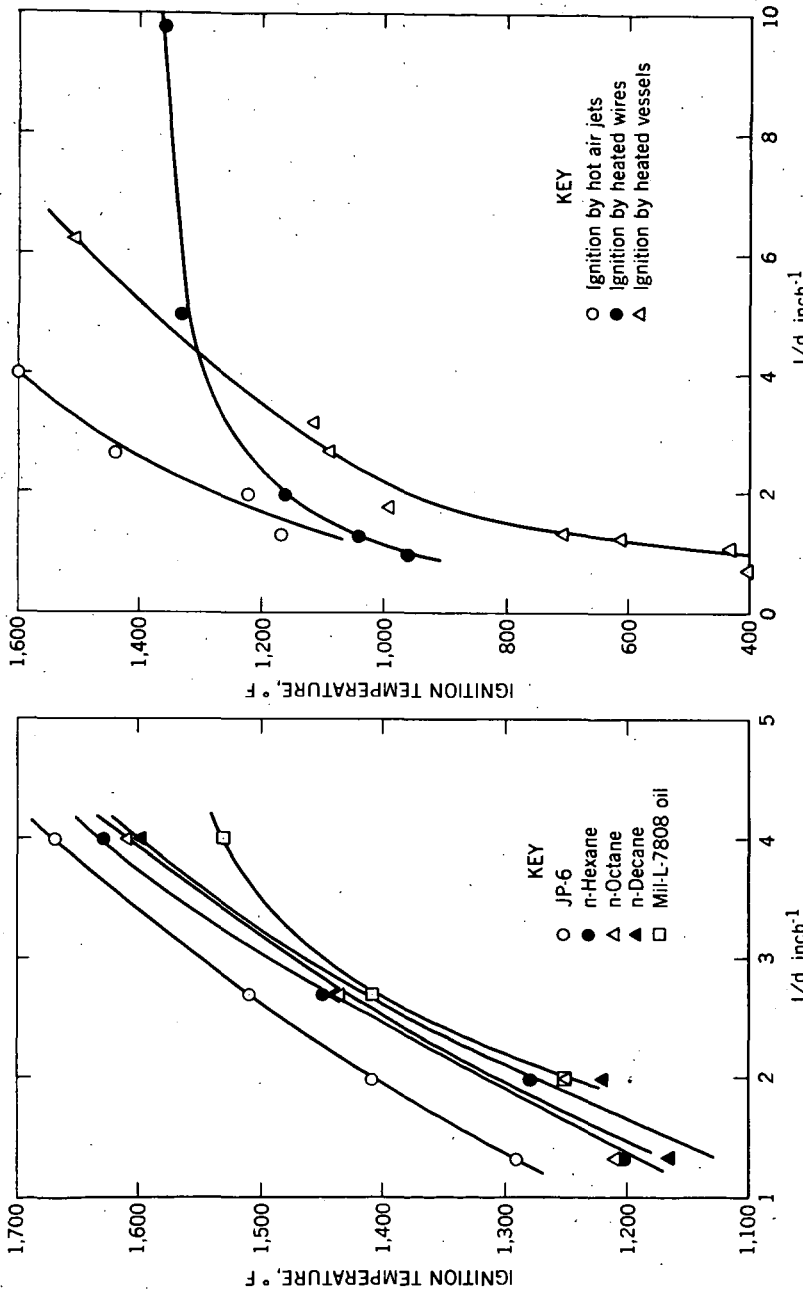 IGNITION TEMPERATURE, °F
1,700
1,600
1,500
1,400
1,300
1,200
1,100
1
2
3
4
5
I/d, inch⁻¹
KEY
JP-6
n-Hexane
n-Octane
n-Decane
Mil-L-7808 oil
IGNITION TEMPERATURE, °F
1,600
1,400
1,200
1,000
800
600
400
0
2
4
6
8
10
I/d, inch⁻¹
KEY
Ignition by hot air jets
Ignition by heated wires
Ignition by heated vessels